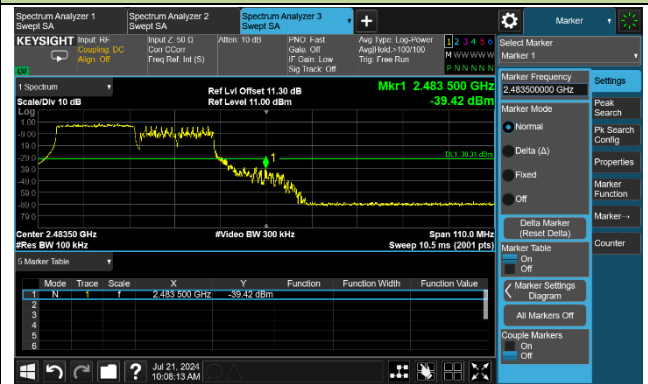 Spectrum Analyzer 1
Swept SA
Spectrum Analyzer 2
Swept SA
Spectrum Analyzer 3
Swept SA
Marker
KEYSIGHT
Input: RF
Coupling: DC
Align: Off
Input Z: 50 Ω
Corr CCorr
Freq Ref: Int (S)
Atten: 10 dB
PNO: Fast
Gate: Off
IF Gain: Low
Sig Track: Off
Avg Type: Log-Power
Avg|Hold:>100/100
Trig: Free Run
1 2 3 4 5 6
M W W W W W
P N N N N N
Select Marker
Marker 1
LVI
1 Spectrum
Scale/Div 10 dB
Log
Ref Lvl Offset 11.30 dB
Ref Level 11.00 dBm
Mkr1 2.483 500 GHz
-39.42 dBm
1.00
-9.00
-19.0
-29.0
-39.0
-49.0
-59.0
-69.0
-79.0
1
Center 2.48350 GHz
#Res BW 100 kHz
#Video BW 300 kHz
Span 110.0 MHz
Sweep 10.5 ms (2001 pts)
5 Marker Table
Mode Trace Scale X Y Function Function Width Function Value
1 N 1 f 2.483 500 GHz -39.42 dBm
2
3
4
5
6
Marker Frequency
2.483500000 GHz
Marker Mode
Normal
Delta (Δ)
Fixed
Off
Delta Marker
(Reset Delta)
Marker Table
On
Off
Marker Settings
Diagram
All Markers Off
Couple Markers
On
Off
Settings
Peak
Search
Pk Search
Config
Properties
Marker
Function
Marker→
Counter
Jul 21, 2024
10:08:13 AM